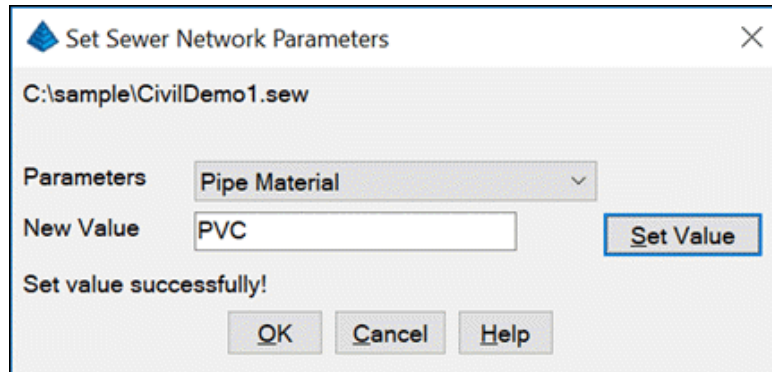 Set Sewer Network Parameters
C:\sample\CivilDemo1.sew
Parameters Pipe Material
New Value PVC Set Value
Set value successfully!
OK Cancel Help